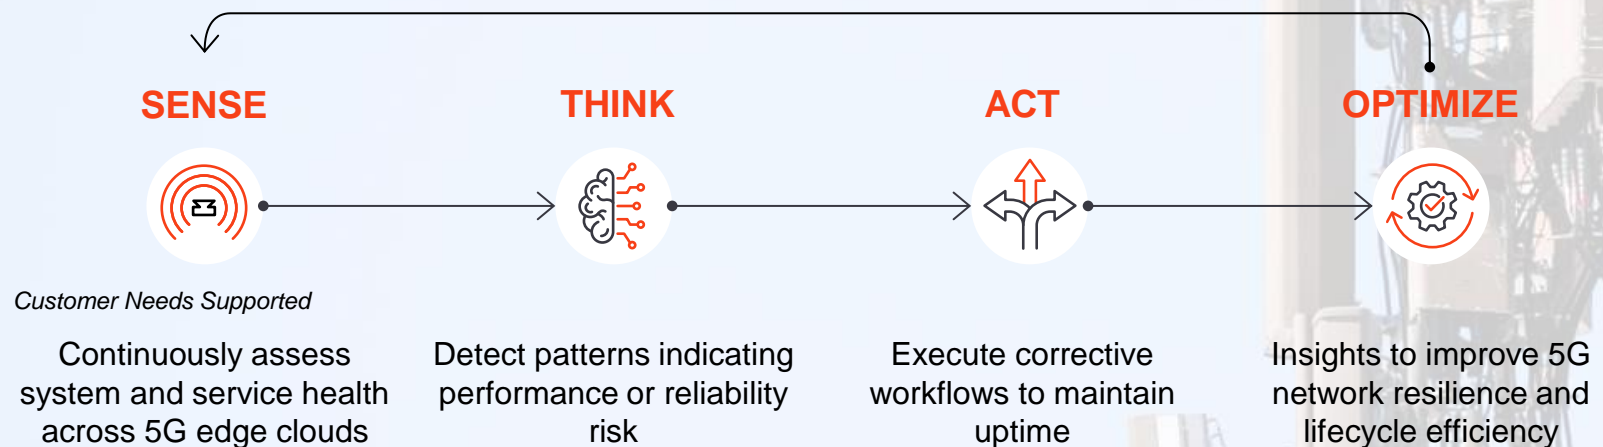 SENSE
THINK
ACT
OPTIMIZE
Customer Needs Supported
Continuously assess
system and service health
across 5G edge clouds
Detect patterns indicating
performance or reliability
risk
Execute corrective
workflows to maintain
uptime
Insights to improve 5G
network resilience and
lifecycle efficiency